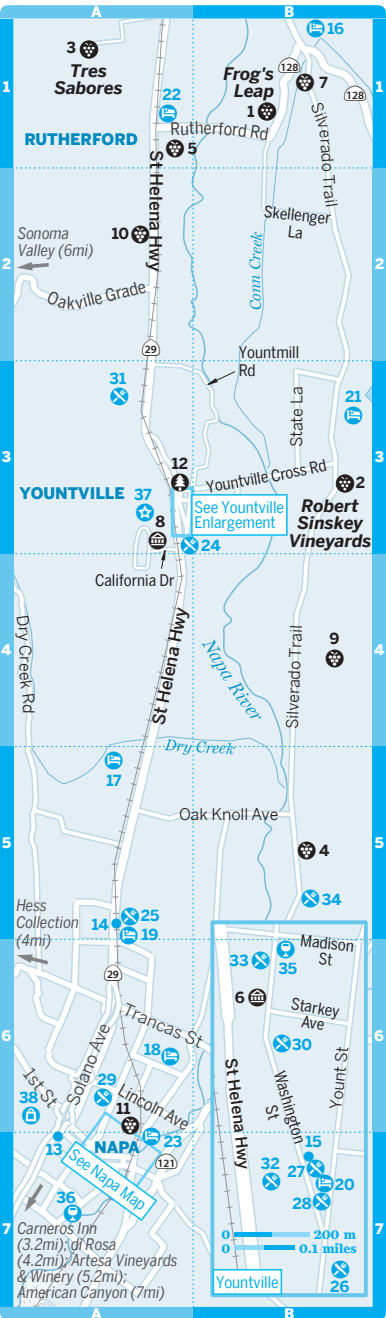 A
B
16
3
Tres
Sabores
128
Frog's
Leap
7
1
1
1
128
22
RUTHERFORD
Rutherford Rd
5
Silverado Trail
St Helena Hwy
Skellenger
La
10
Sonoma
Valley (6mi)
Conn Creek
2
2
Oakville Grade
29
Yountmill
Rd
31
State La
21
3
3
12
Yountville Cross Rd
YOUNTVILLE
37
2
See Yountville
Enlargement
Robert
Sinskey
Vineyards
8
24
California Dr
Dry Creek Rd
St Helena Hwy
Napa River
Silverado Trail
9
4
4
Dry Creek
17
Oak Knoll Ave
5
4
5
34
Hess
Collection
(4mi)
25
14
19
Madison
St
33
35
29
6
Starkey
Ave
Trancas St
6
6
Solano Ave
18
30
St Helena Hwy
Washington
St
Yount St
1st St
29
Lincoln Ave
38
11
13
NAPA
23
121
15
See Napa Map
27
32
20
28
36
7
0 200 m
0 0.1 miles
7
Carneros Inn
(3.2mi); di Rosa
(4.2mi); Artesa Vineyards
& Winery (5.2mi);
American Canyon (7mi)
26
Yountville
A
B